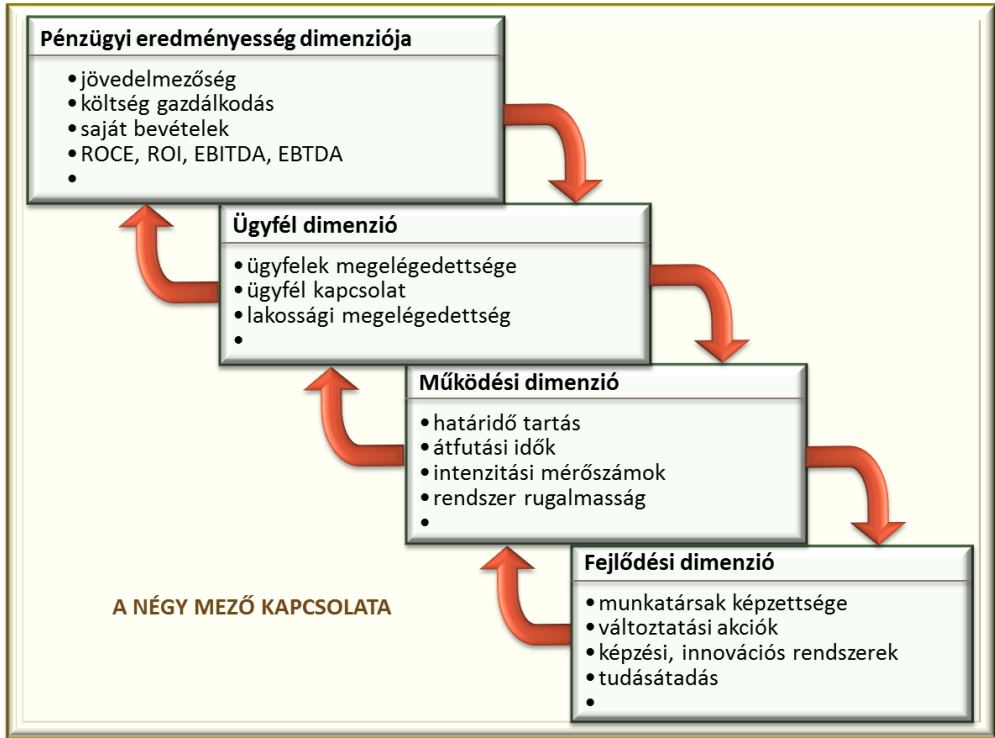 Pénzügyi eredményesség dimenziója
• jövedelmezőség
• költség gazdálkodás
• saját bevételek
• ROCE, ROI, EBITDA, EBTDA
•
Ügyfél dimenzió
• ügyfelek megelégedettsége
• ügyfél kapcsolat
• lakossági megelégedettség
•
Működési dimenzió
• határidő tartás
• átfutási idők
• intenzitási mérőszámok
• rendszer rugalmasság
•
Fejlődési dimenzió
• munkatársak képzettsége
• változtatási akciók
• képzési, innovációs rendszerek
• tudásátadás
•
A NÉGY MEZŐ KAPCSOLATA